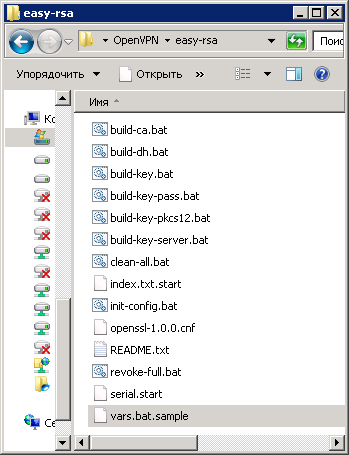 easy-rsa
OpenVPN easy-rsa Поис
Упорядочить Открыть »
Имя
Ко
build-ca.bat
build-dh.bat
build-key.bat
build-key-pass.bat
build-key-pkcs12.bat
build-key-server.bat
clean-all.bat
index.txt.start
init-config.bat
openssl-1.0.0.cnf
README.txt
revoke-full.bat
serial.start
vars.bat.sample
Се